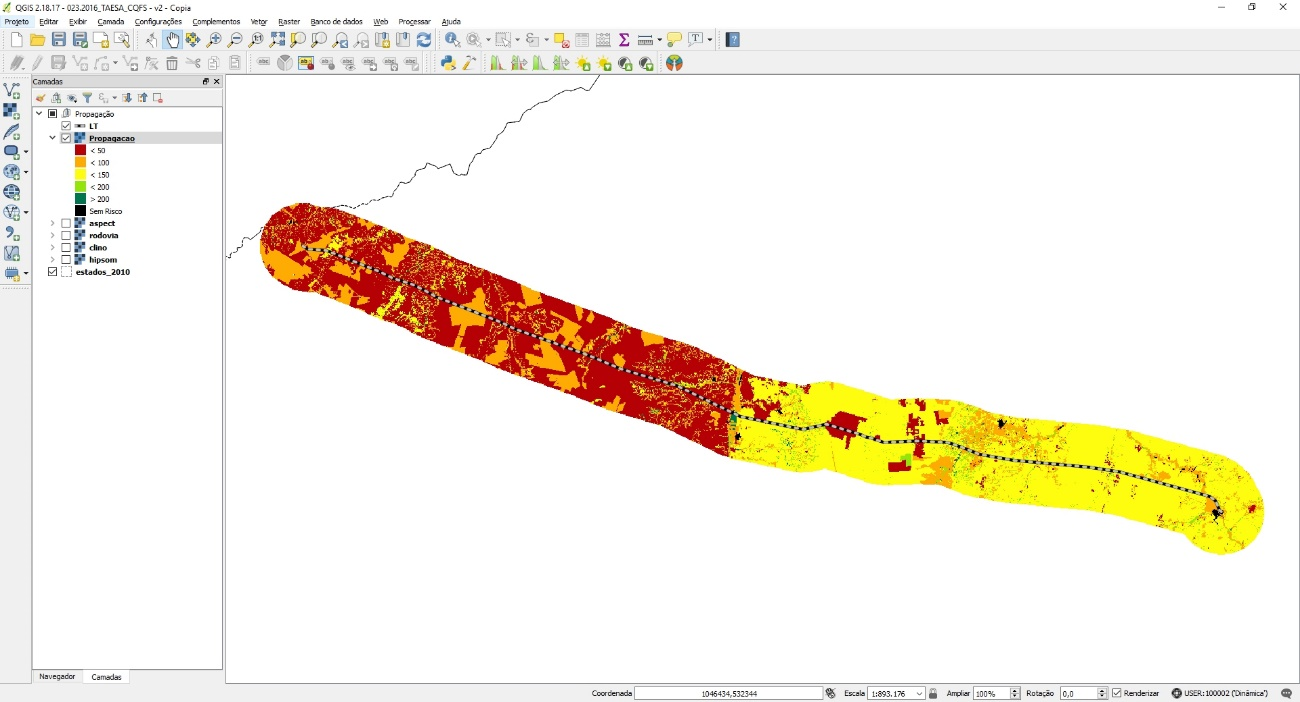 QGIS 2.18.17 - 023.2016_TAESA_CQFS - v2 - Copia
Projeto Editar Exibir Camada Configurações Complementos Vetor Raster Banco de dados Web Processar Ajuda
Camadas
Propagação
LT
Propagacao
< 50
< 100
< 150
< 200
> 200
Sem Risco
aspect
rodovia
clino
hipsom
estados_2010
Navegador Camadas
Coordenada 1046434,532344 Escala 1:893.176 Ampliar 100% Rotação 0,0 Renderizar USER:100002 ('Dinâmica')